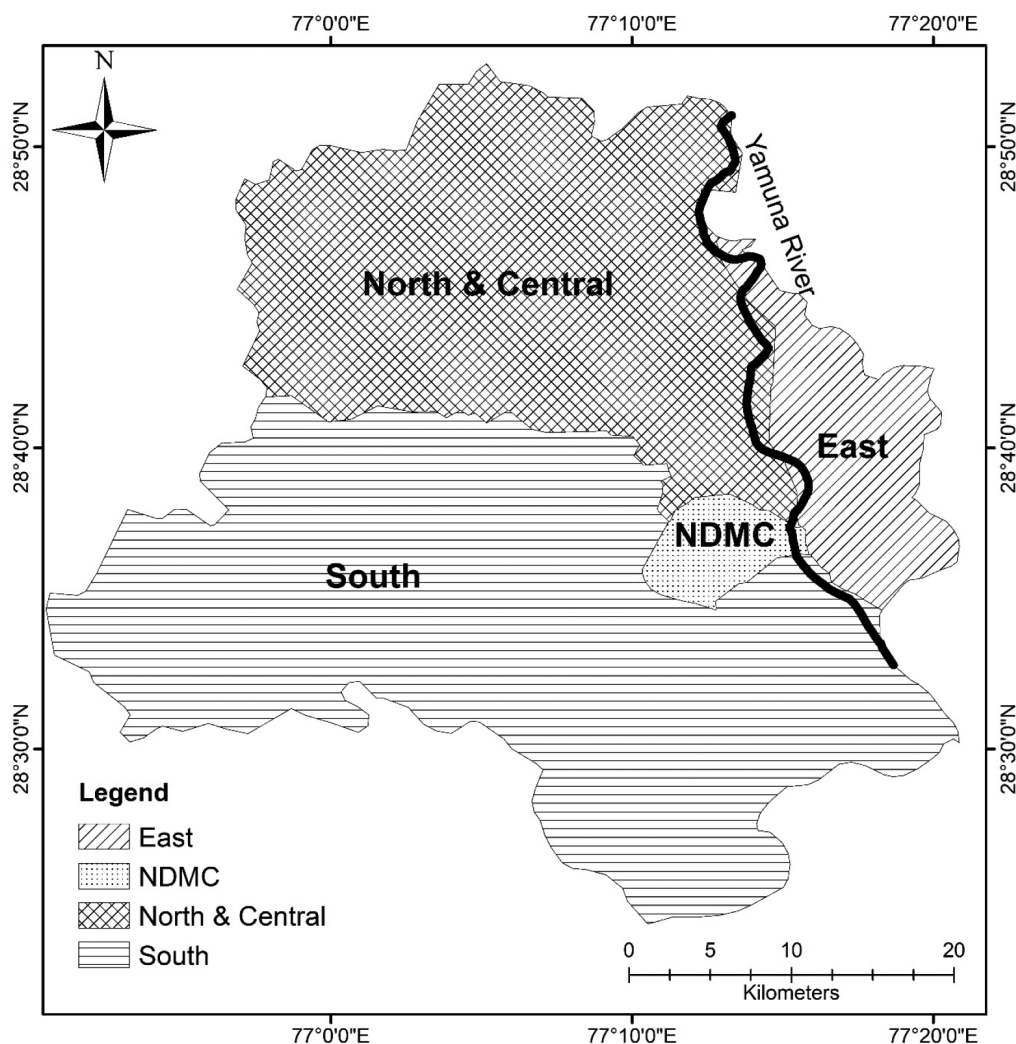 77°0'0"E 77°10'0"E 77°20'0"E
N
28°50'0"N
28°50'0"N
Yamuna River
North & Central
28°40'0"N
28°40'0"N
East
NDMC
South
28°30'0"N
28°30'0"N
Legend
East
NDMC
North & Central
South
0 5 10 20
Kilometers
77°0'0"E 77°10'0"E 77°20'0"E